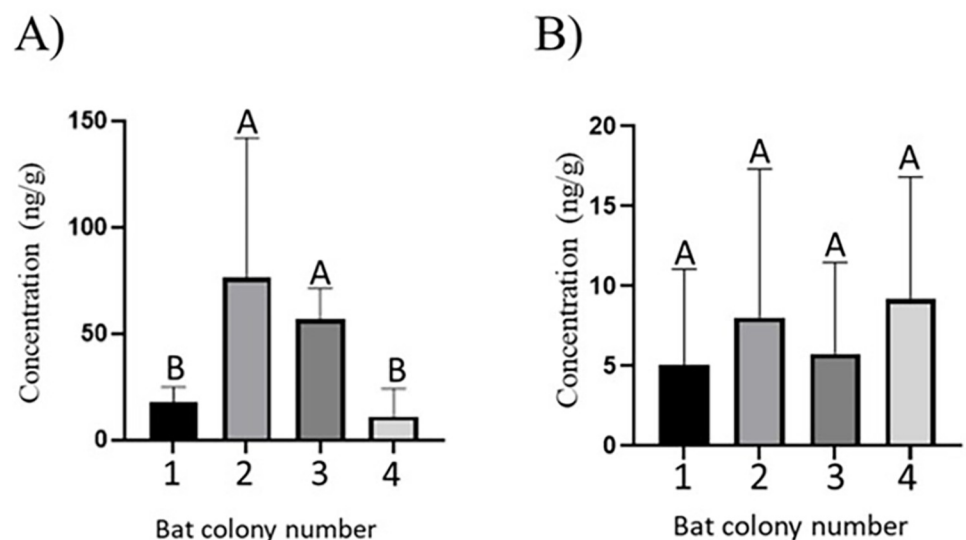 A)
B)
Concentration (ng/g)
150
100
50
0
B
A
A
B
1 2 3 4
Bat colony number
Concentration (ng/g)
20
15
10
5
0
A
A
A
A
1 2 3 4
Bat colony number